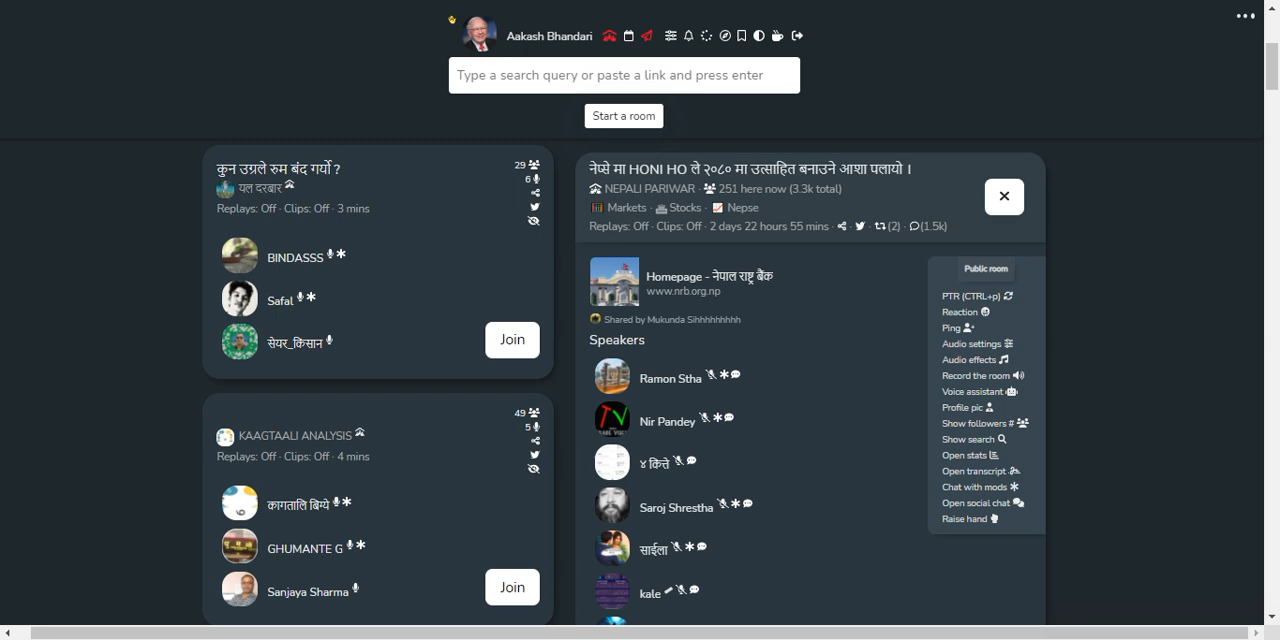 Aakash Bhandari
Type a search query or paste a link and press enter
Start a room
कुन उग्रले रुम बंद गर्यो ?
29
यल दरबार
6
Replays: Off · Clips: Off · 3 mins
BINDASSS
Safal
सेयर_किसान
Join
49
5
KAAGTAALI ANALYSIS
Replays: Off · Clips: Off · 4 mins
कागतालि बिग्ये
GHUMANTE G
Sanjaya Sharma
Join
नेप्से मा HONI HO ले २०८० मा उत्साहित बनाउने आशा पलायो ।
NEPALI PARIWAR · 251 here now (3.3k total)
Markets · Stocks · Nepse
Replays: Off · Clips: Off · 2 days 22 hours 55 mins · · · (2) · (1.5k)
Homepage - नेपाल राष्ट्र बैंक
www.nrb.org.np
Shared by Mukunda Sihhhhhhhhh
Speakers
Ramon Stha
Nir Pandey
४ कित्ते
Saroj Shrestha
साईला
kale
Public room
PTR (CTRL+p)
Reaction
Ping
Audio settings
Audio effects
Record the room
Voice assistant
Profile pic
Show followers #
Show search
Open stats
Open transcript
Chat with mods
Open social chat
Raise hand